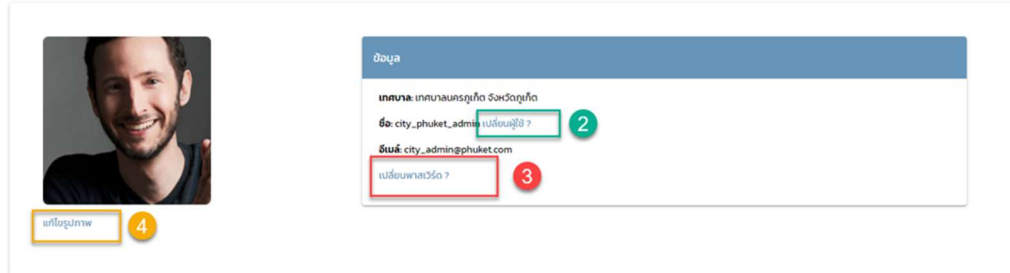 ข้อมูล
เทศบาล: เทศบาลนครภูเก็ต จังหวัดภูเก็ต
ชื่อ: city_phuket_admin เปลี่ยนผู้ใช้ ?
2
อีเมล์: city_admin@phuket.com
เปลี่ยนพาสเวิร์ด ?
3
แก้ไขรูปภาพ
4